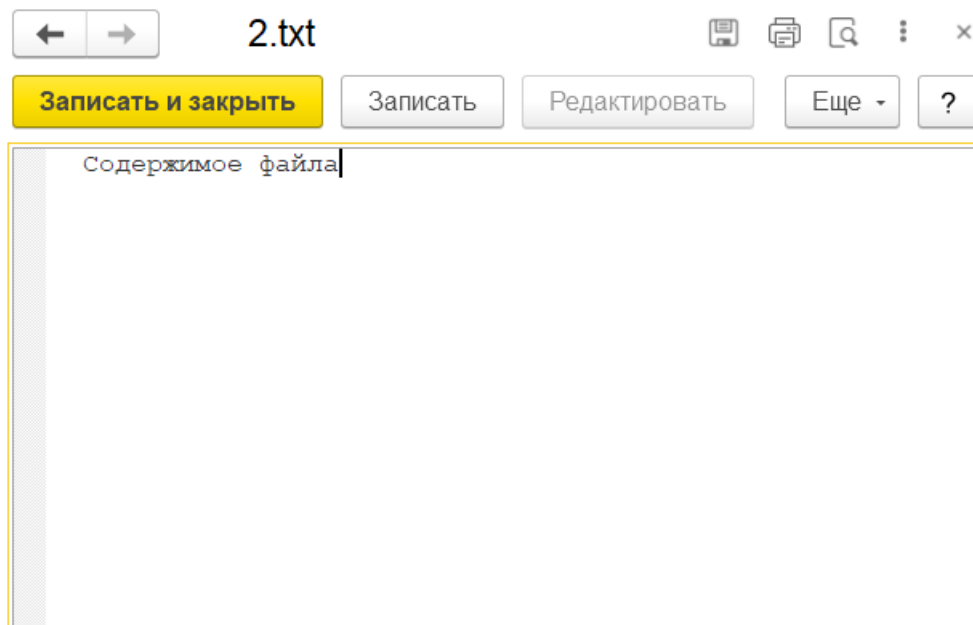 2.txt
Записать и закрыть Записать Редактировать Еще ?
Содержимое файла